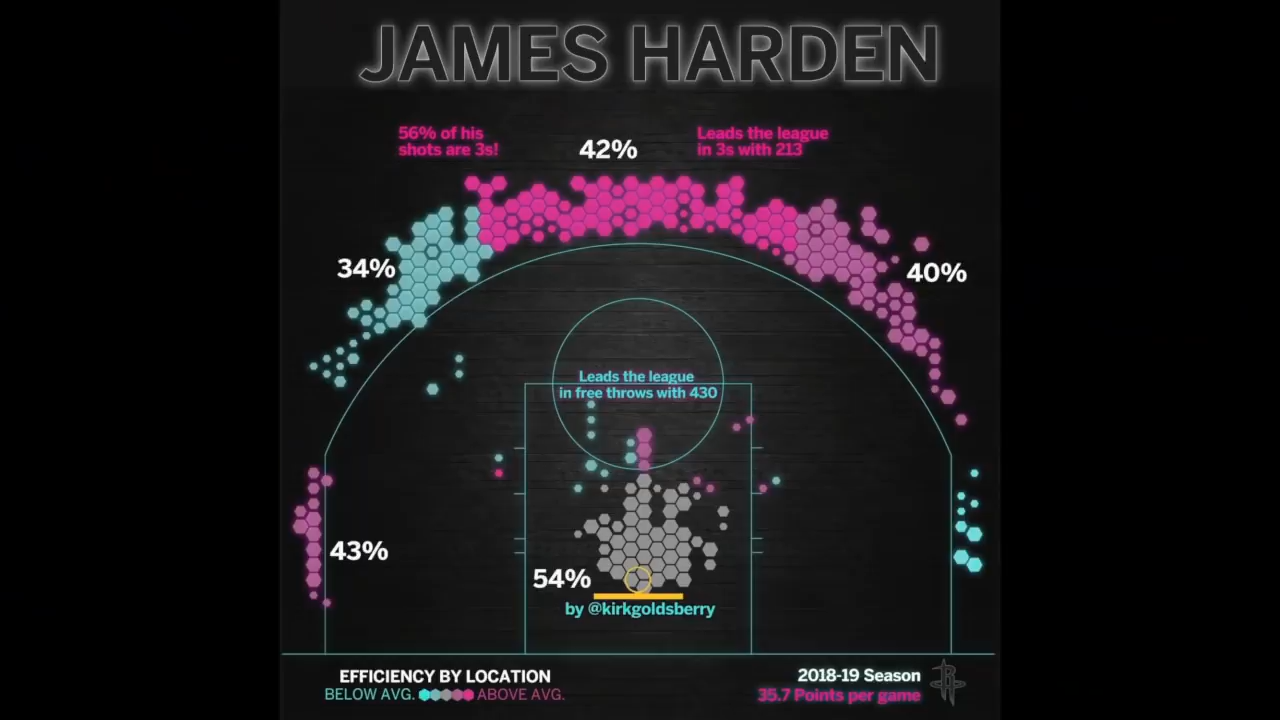 JAMES HARDEN
56% of his
shots are 3s!
42%
Leads the league
in 3s with 213
34%
40%
Leads the league
in free throws with 430
43%
54%
by @kirkgoldsberry
EFFICIENCY BY LOCATION
BELOW AVG. ABOVE AVG.
2018-19 Season
35.7 Points per game
R